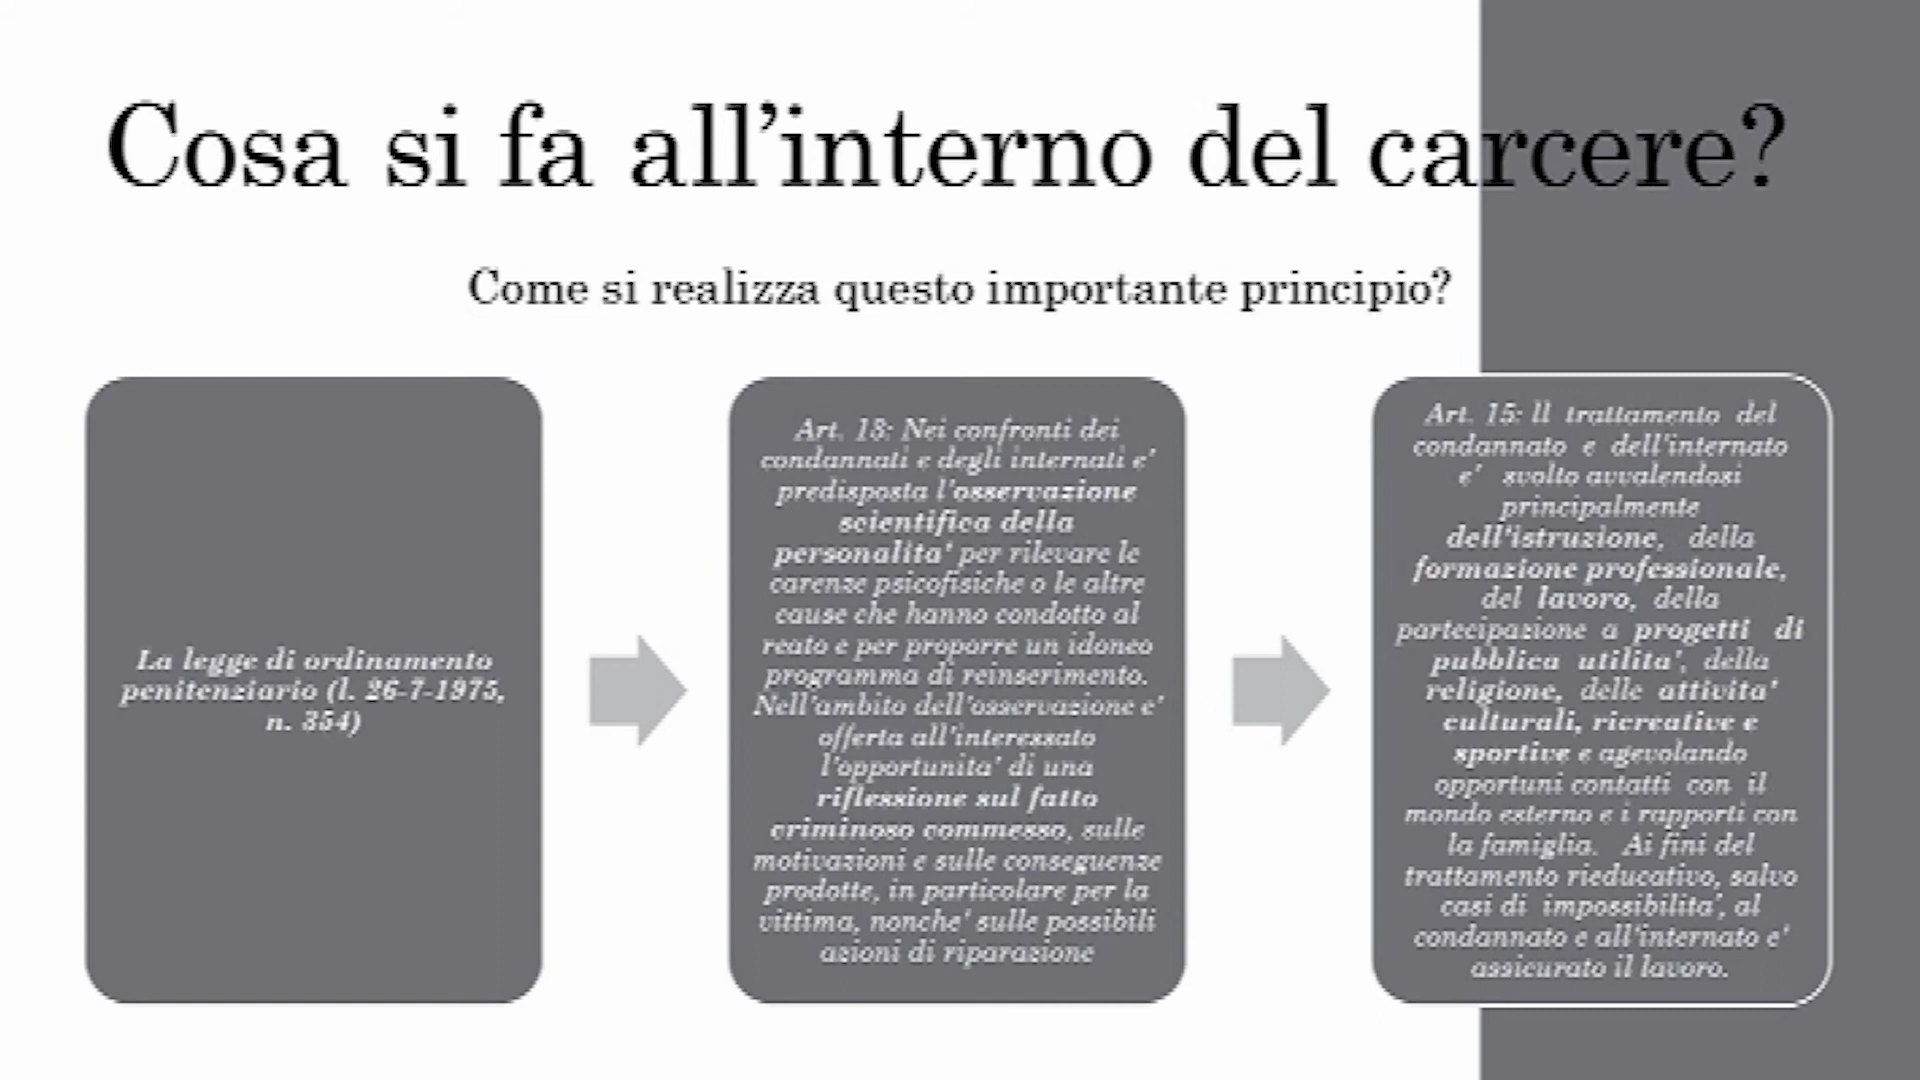 Cosa si fa all’interno del carcere?
Come si realizza questo importante principio?
La legge di ordinamento
penitenziario (l. 26-7-1975,
n. 354)
Art. 13: Nei confronti dei
condannati e degli internati e'
predisposta l'osservazione
scientifica della
personalita' per rilevare le
carenze psicofisiche o le altre
cause che hanno condotto al
reato e per proporre un idoneo
programma di reinserimento.
Nell'ambito dell'osservazione e'
offerta all'interessato
l'opportunita' di una
riflessione sul fatto
criminoso commesso, sulle
motivazioni e sulle conseguenze
prodotte, in particolare per la
vittima, nonche' sulle possibili
azioni di riparazione
Art. 15: ll trattamento del
condannato e dell'internato
e' svolto avvalendosi
principalmente
dell'istruzione, della
formazione professionale,
del lavoro, della
partecipazione a progetti di
pubblica utilita', della
religione, delle attivita'
culturali, ricreative e
sportive e agevolando
opportuni contatti con il
mondo esterno e i rapporti con
la famiglia. Ai fini del
trattamento rieducativo, salvo
casi di impossibilita', al
condannato e all'internato e'
assicurato il lavoro.